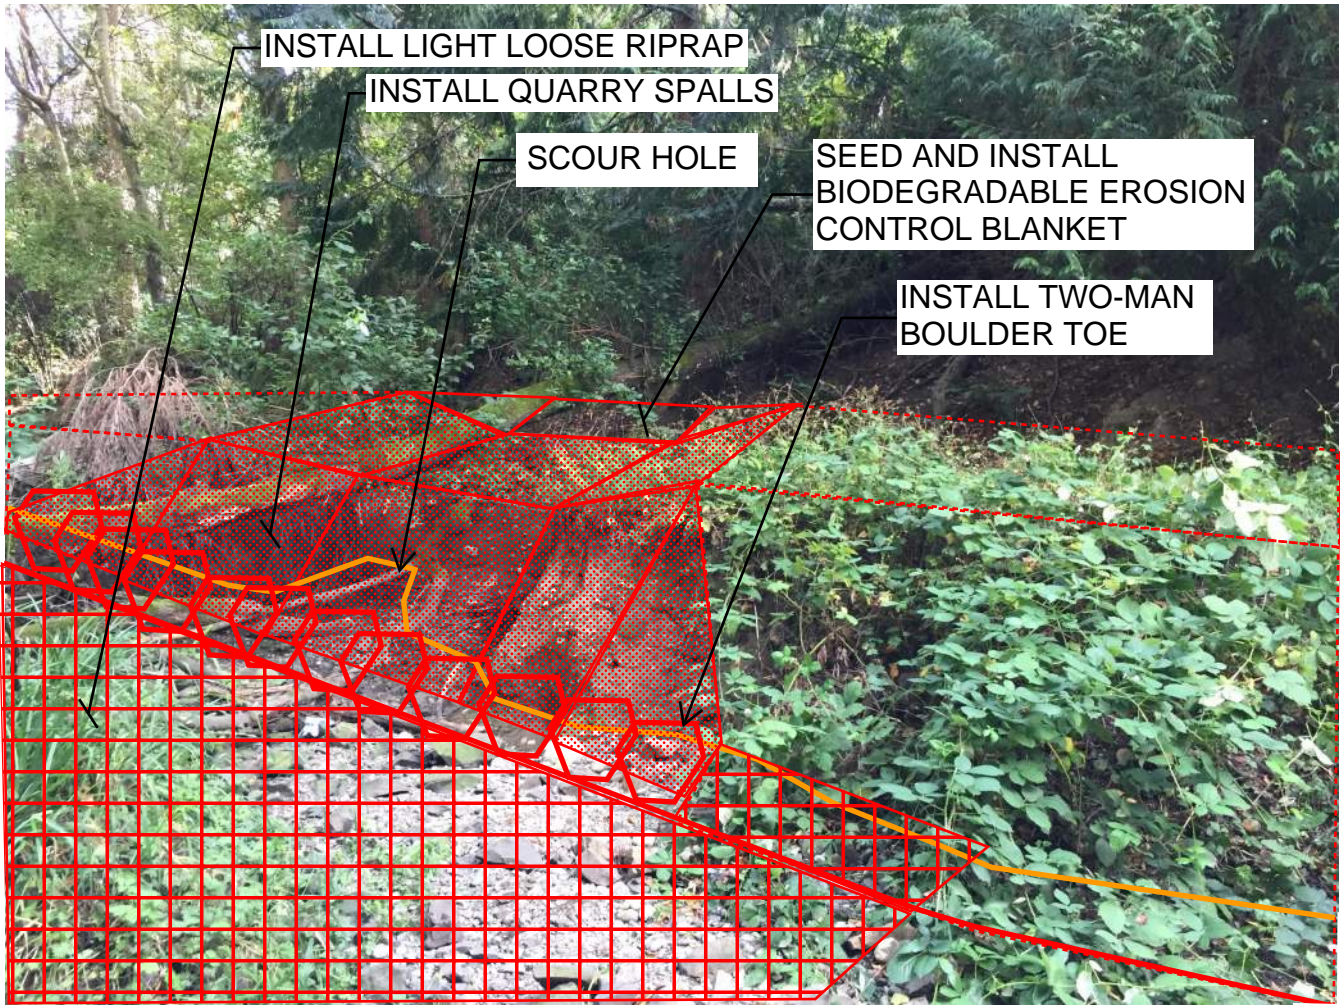 INSTALL LIGHT LOOSE RIPRAP
INSTALL QUARRY SPALLS
SCOUR HOLE
SEED AND INSTALL
BIODEGRADABLE EROSION
CONTROL BLANKET
INSTALL TWO-MAN
BOULDER TOE